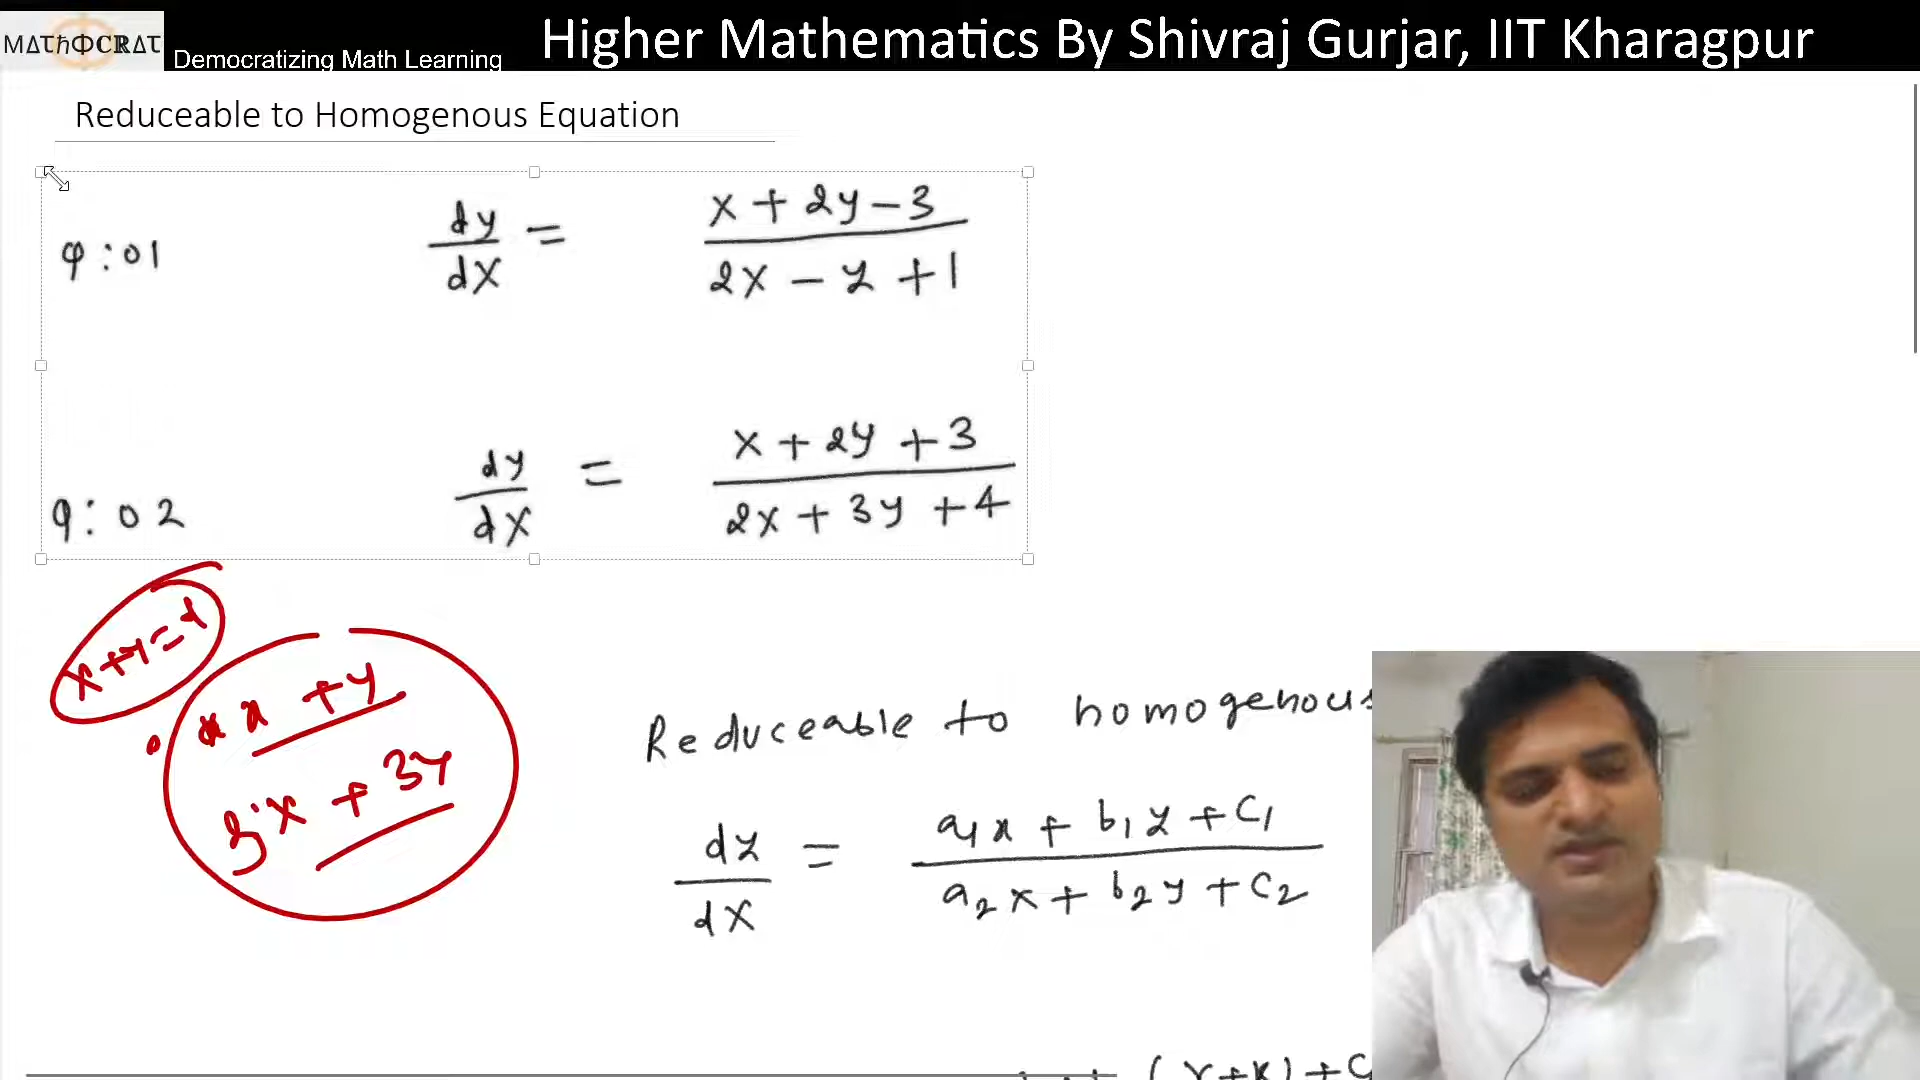 MΔTħΦCRΔT
Democratizing Math Learning
Higher Mathematics By Shivraj Gurjar, IIT Kharagpur
Reduceable to Homogenous Equation
q:01 dy/dx = (x + 2y - 3)/(2x - y + 1)
q:02 dy/dx = (x + 2y + 3)/(2x + 3y + 4)
x + y
x + 3y
Reduceable to homogenous
dy/dx = (a1x + b1y + c1)/(a2x + b2y + c2)